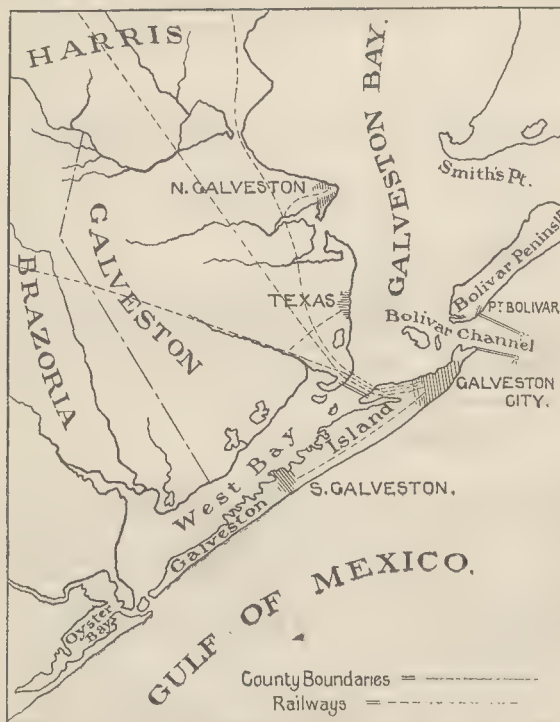 HARRIS
GALVESTON BAY.
Smith's Pt.
N. GALVESTON
GALVESTON
BRAZORIA
TEXAS
Bolivar Peninsl
PT BOLIVAR
Bolivar Channel
GALVESTON
CITY.
West Bay
Galveston Island
S. GALVESTON.
Oyster
Bay
GULF OF MEXICO.
County Boundaries =
Railways =